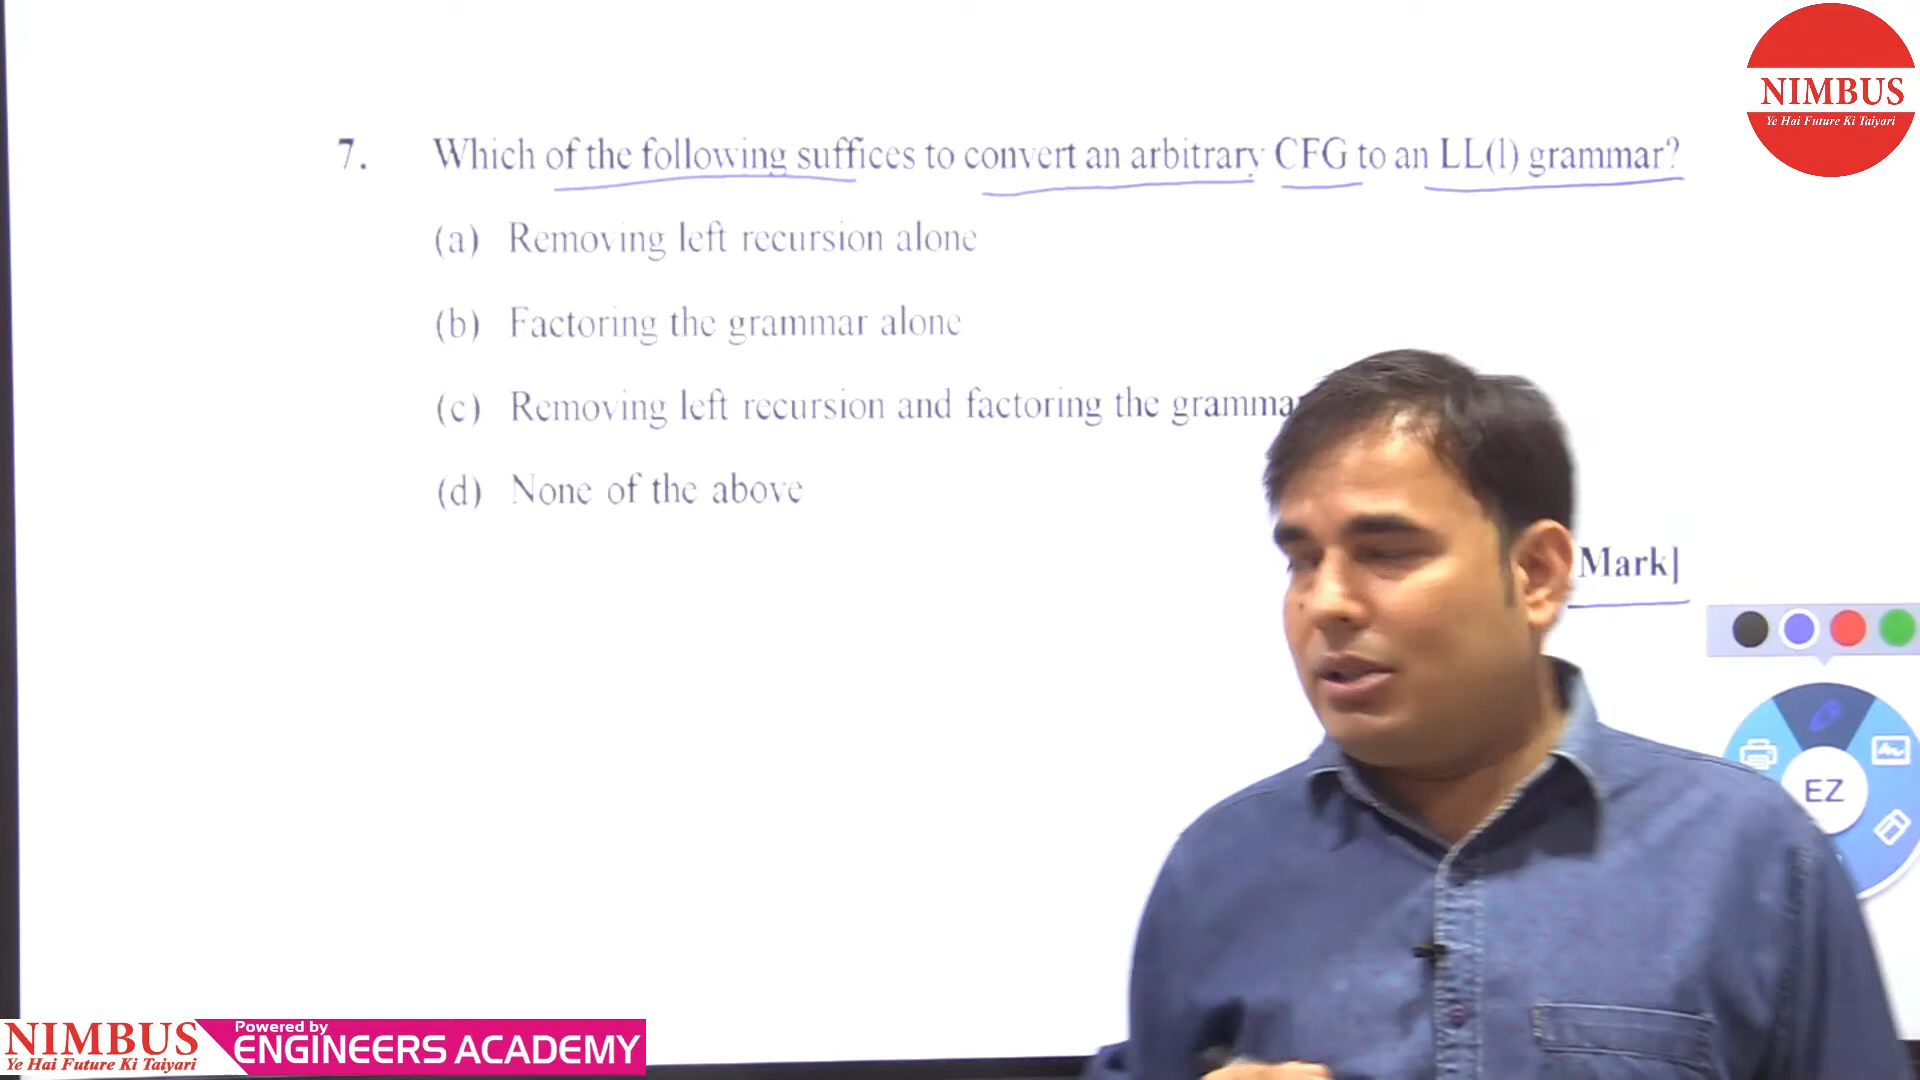 NIMBUS
Ye Hai Future Ki Taiyari
7. Which of the following suffices to convert an arbitrary CFG to an LL(l) grammar?
(a) Removing left recursion alone
(b) Factoring the grammar alone
(c) Removing left recursion and factoring the
(d) None of the above
Mark]
EZ
NIMBUS
Ye Hai Future Ki Taiyari
Powered by
ENGINEERS ACADEMY